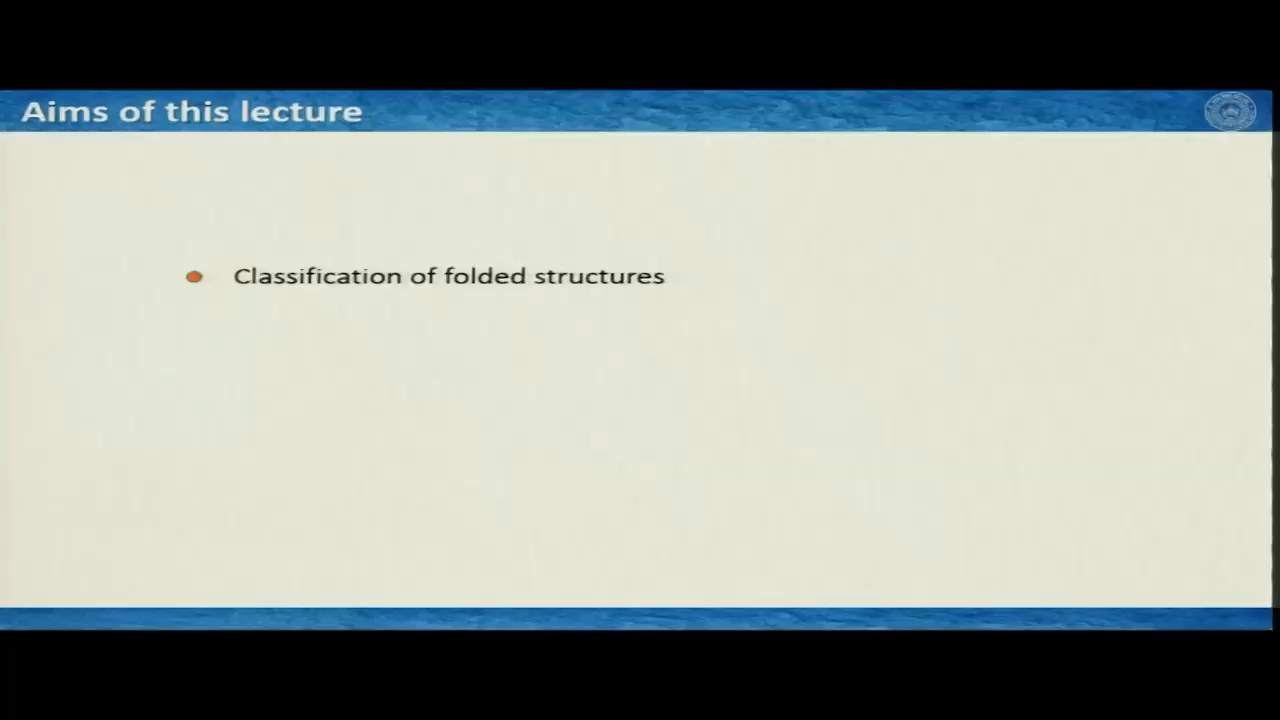 Aims of this lecture
Classification of folded structures